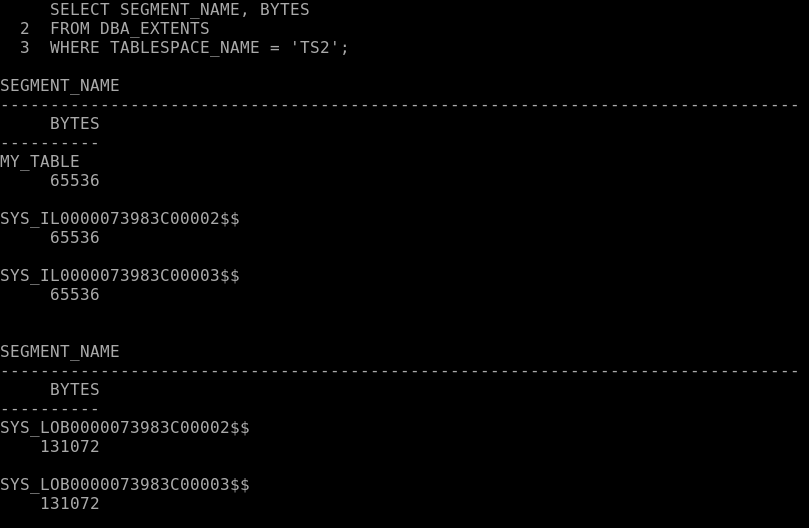 SELECT SEGMENT_NAME, BYTES
2 FROM DBA_EXTENTS
3 WHERE TABLESPACE_NAME = 'TS2';
SEGMENT_NAME
--------------------------------------------------------------------------------
BYTES
----------
MY_TABLE
65536
SYS_IL0000073983C00002$$
65536
SYS_IL0000073983C00003$$
65536
SEGMENT_NAME
--------------------------------------------------------------------------------
BYTES
----------
SYS_LOB0000073983C00002$$
131072
SYS_LOB0000073983C00003$$
131072